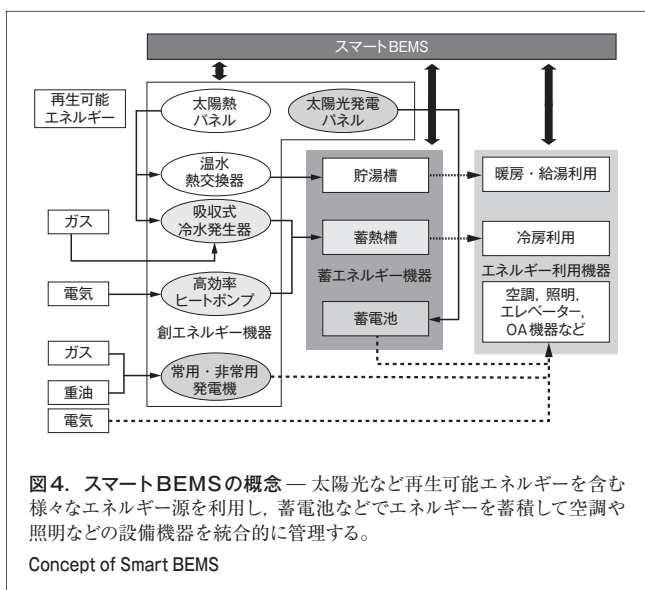 スマートBEMS
再生可能
エネルギー
太陽熱
パネル
太陽光発電
パネル
温水
熱交換器
貯湯槽
暖房・給湯利用
ガス
吸収式
冷水発生器
蓄熱槽
冷房利用
蓄エネルギー機器
エネルギー利用機器
電気
高効率
ヒートポンプ
創エネルギー機器
蓄電池
空調，照明，
エレベーター，
OA機器など
ガス
重油
常用・非常用
発電機
電気
図4．スマートBEMSの概念 — 太陽光など再生可能エネルギーを含む
様々なエネルギー源を利用し，蓄電池などでエネルギーを蓄積して空調や
照明などの設備機器を統合的に管理する。
Concept of Smart BEMS